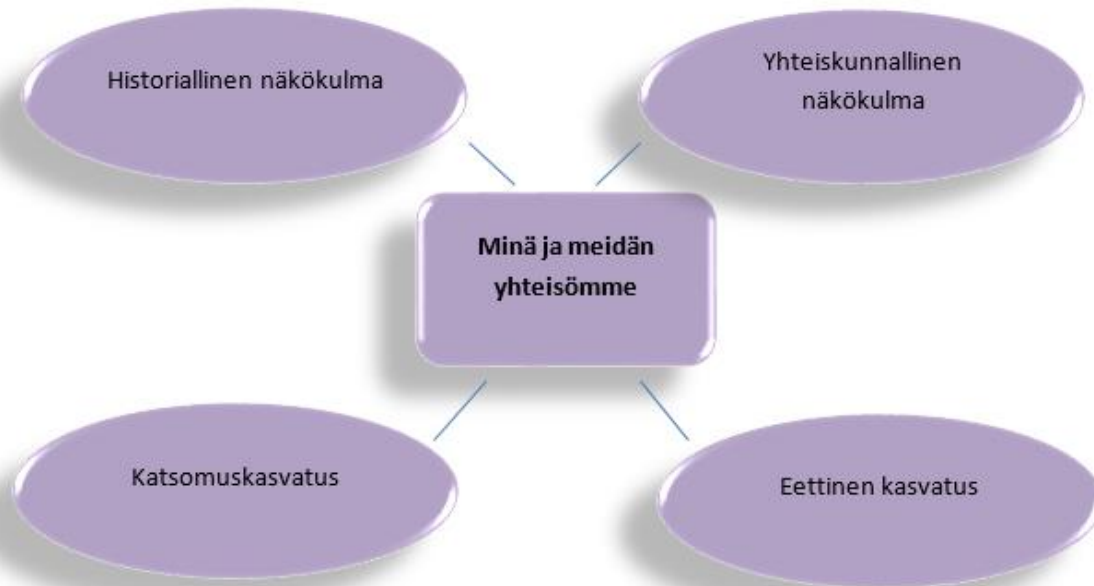 Historiallinen näkökulma
Yhteiskunnallinen
näkökulma
Minä ja meidän
yhteisömme
Katsomuskasvatus
Eettinen kasvatus